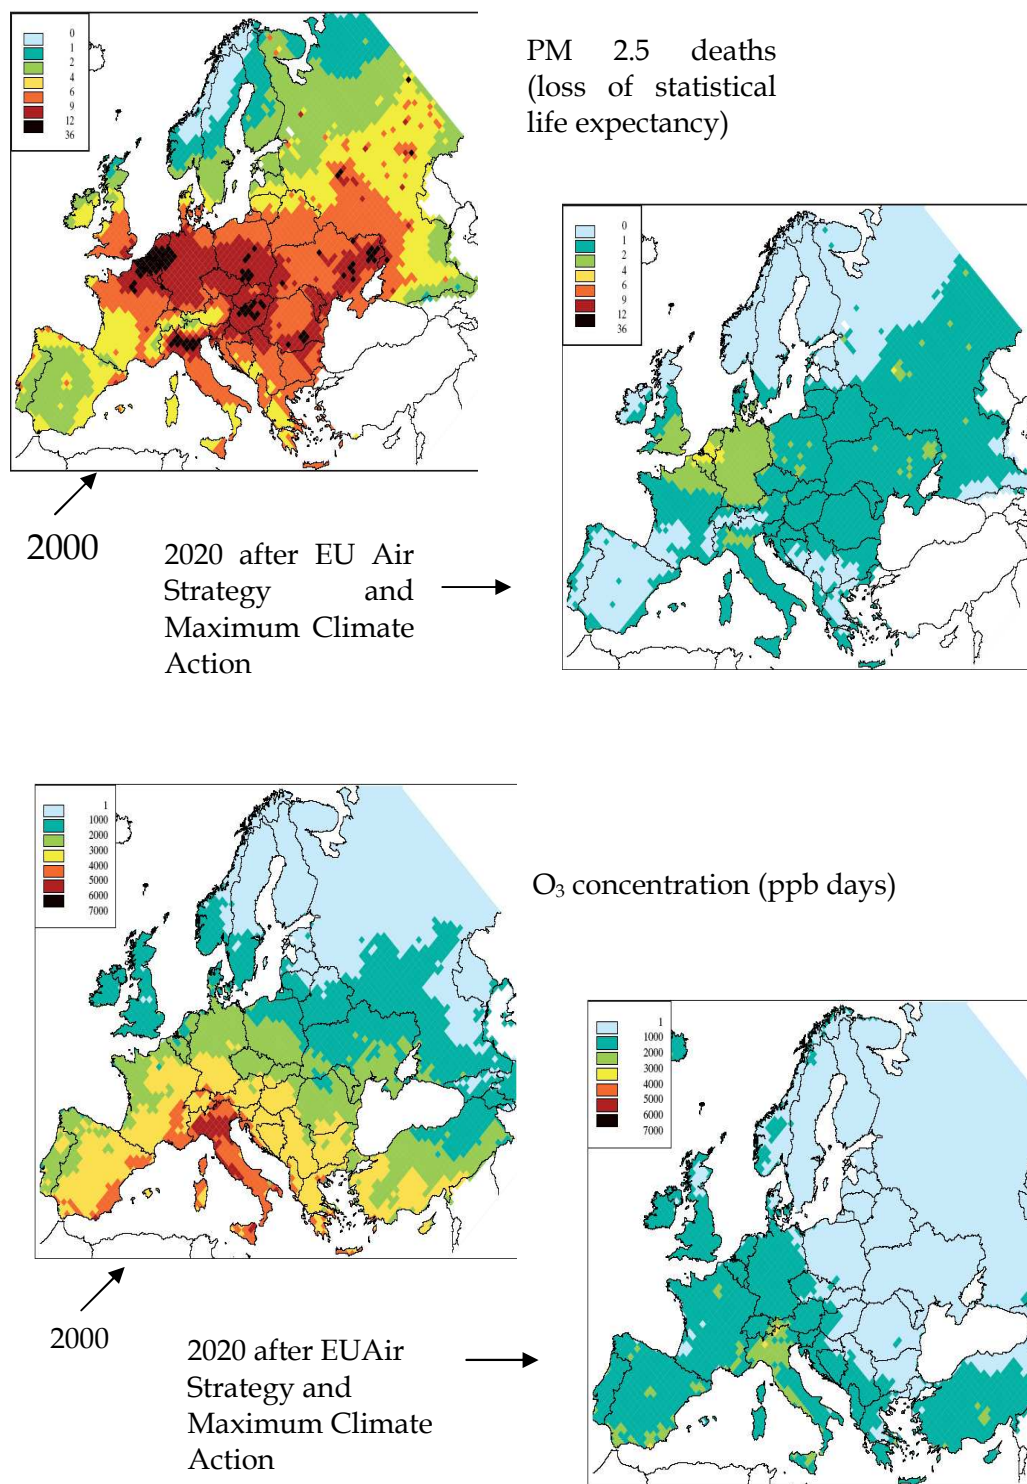 0
1
2
4
6
9
12
36
PM 2.5 deaths
(loss of statistical
life expectancy)
0
1
2
4
6
9
12
36
2000
2020 after EU Air
Strategy and
Maximum Climate
Action
1
1000
2000
3000
4000
5000
6000
7000
O₃ concentration (ppb days)
1
1000
2000
3000
4000
5000
6000
7000
2000
2020 after EUAir
Strategy and
Maximum Climate
Action